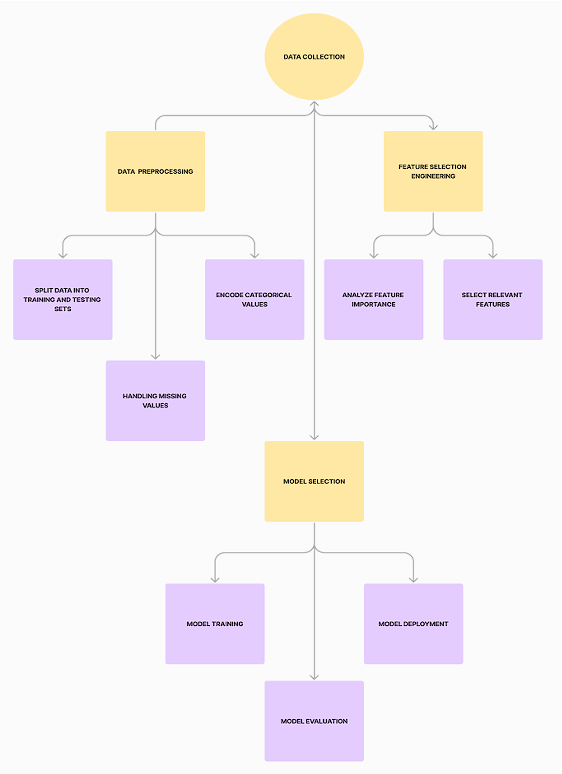 DATA COLLECTION
DATA PREPROCESSING
FEATURE SELECTION
ENGINEERING
SPLIT DATA INTO
TRAINING AND TESTING
SETS
ENCODE CATEGORICAL
VALUES
ANALYZE FEATURE
IMPORTANCE
SELECT RELEVANT
FEATURES
HANDLING MISSING
VALUES
MODEL SELECTION
MODEL TRAINING
MODEL DEPLOYMENT
MODEL EVALUATION